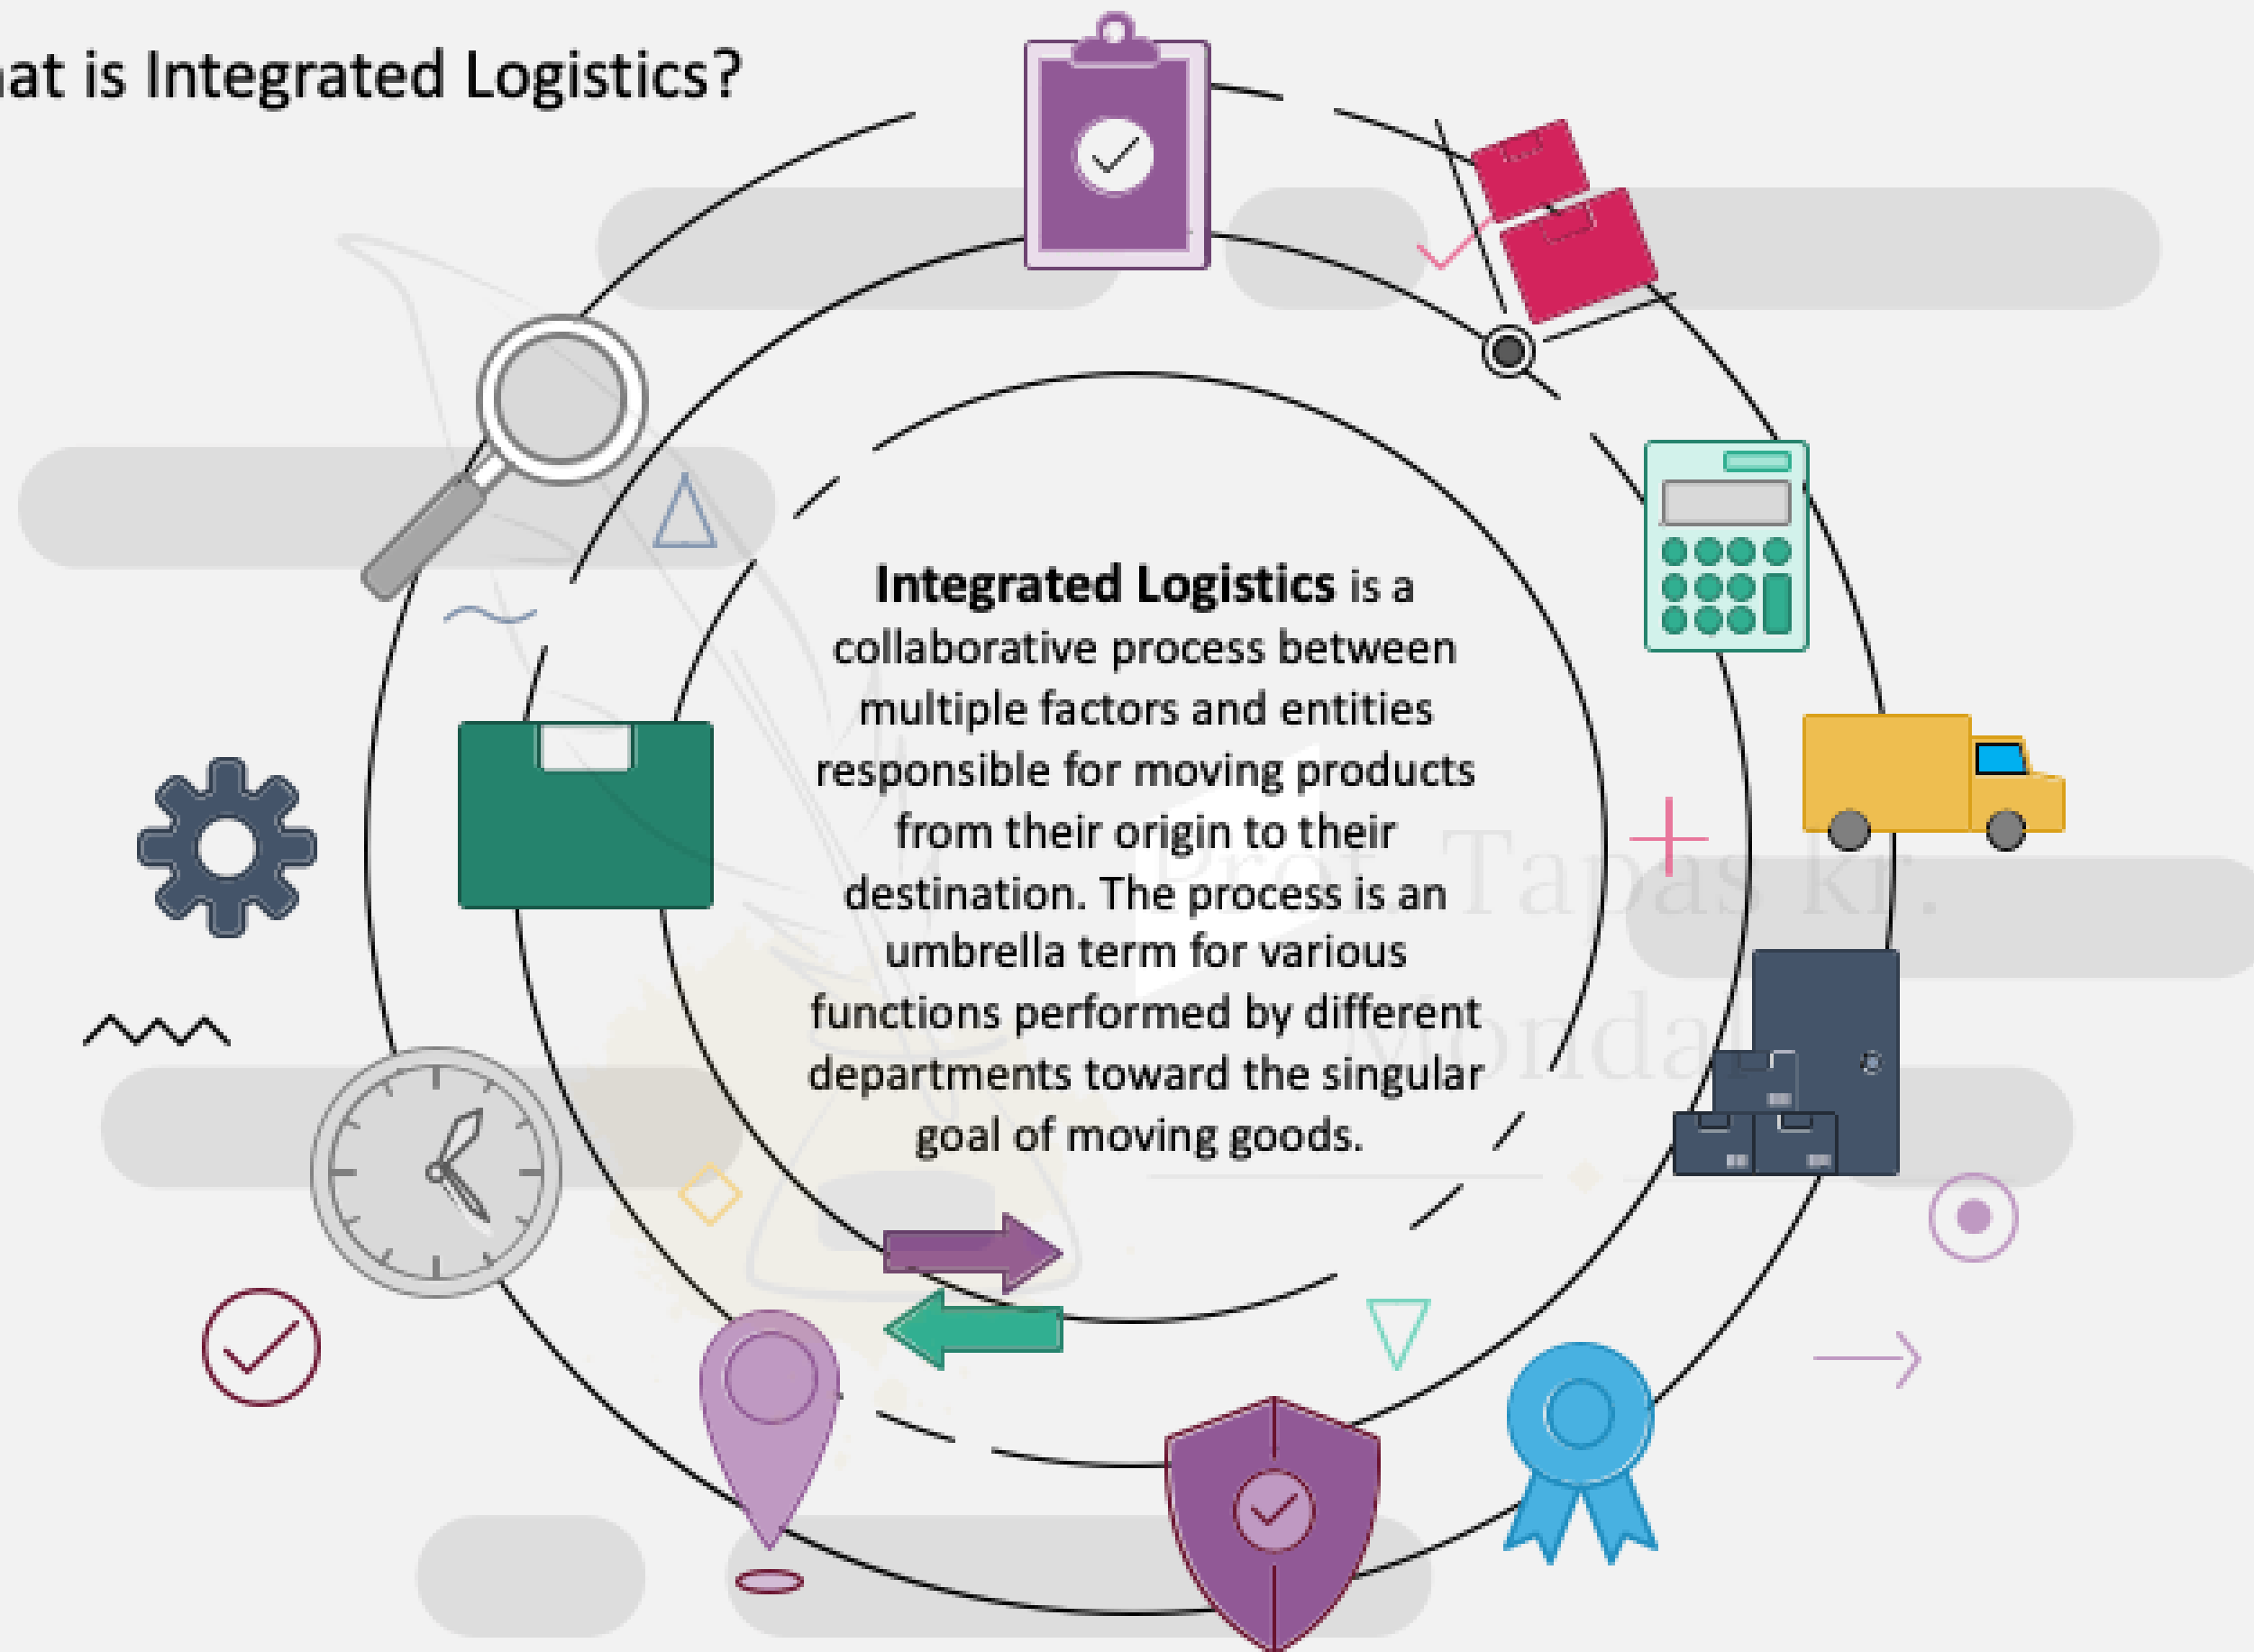 at is Integrated Logistics?
Integrated Logistics is a
collaborative process between
multiple factors and entities
responsible for moving products
from their origin to their
destination. The process is an
umbrella term for various
functions performed by different
departments toward the singular
goal of moving goods.
Prof. Tapas kr.
Mondal